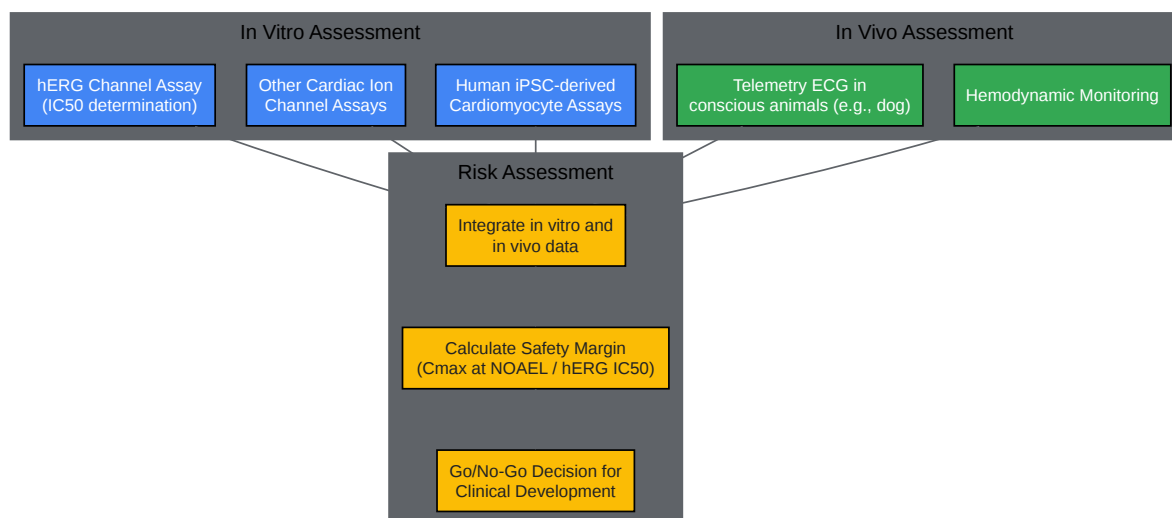 In Vitro Assessment
hERG Channel Assay
(IC50 determination)
Other Cardiac Ion
Channel Assays
Human iPSC-derived
Cardiomyocyte Assays
In Vivo Assessment
Telemetry ECG in
conscious animals (e.g., dog)
Hemodynamic Monitoring
Risk Assessment
Integrate in vitro and
in vivo data
Calculate Safety Margin
(Cmax at NOAEL / hERG IC50)
Go/No-Go Decision for
Clinical Development